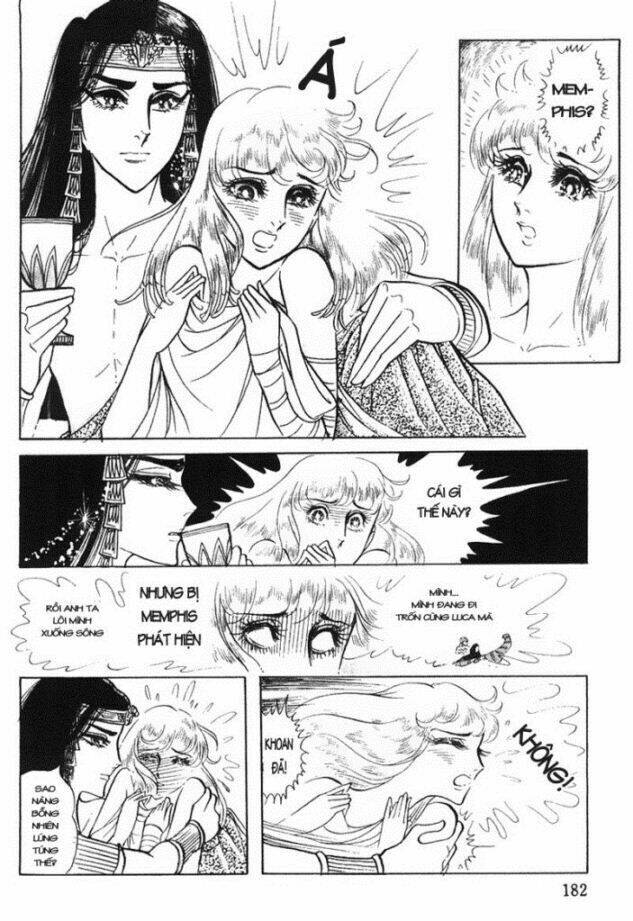 MEM-
PHIS?
Á
CÁI GÌ
THẾ NÀY?
MÌNH...
MÌNH ĐANG ĐI
TRỐN CÙNG LUCA MÀ
NHƯNG BỊ
MEMPHIS
PHÁT HIỆN
RỒI ANH TA
LÔI MÌNH
XUỐNG SÔNG
KHÔNG!
KHOAN
ĐÃ!
SAO
NÀNG
BỖNG
NHIÊN
LÚNG
TÚNG
THẾ?
182